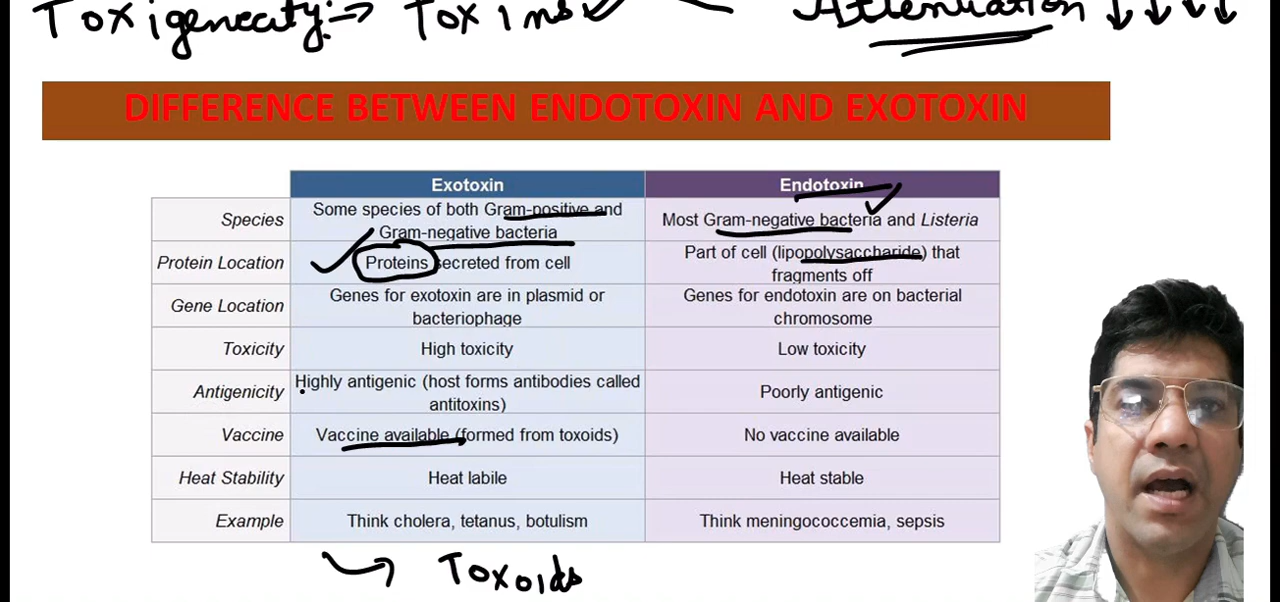 Toxigenecity:→ Toxins
Attenuation ↓ ↓ ↓ ↓
DIFFERENCE BETWEEN ENDOTOXIN AND EXOTOXIN
Exotoxin Endotoxin
Species Some species of both Gram-positive and Most Gram-negative bacteria and Listeria
Gram-negative bacteria
Protein Location Proteins secreted from cell Part of cell (lipopolysaccharide) that
fragments off
Gene Location Genes for exotoxin are in plasmid or Genes for endotoxin are on bacterial
bacteriophage chromosome
Toxicity High toxicity Low toxicity
Antigenicity Highly antigenic (host forms antibodies called Poorly antigenic
antitoxins)
Vaccine Vaccine available (formed from toxoids) No vaccine available
Heat Stability Heat labile Heat stable
Example Think cholera, tetanus, botulism Think meningococcemia, sepsis
→ Toxoids